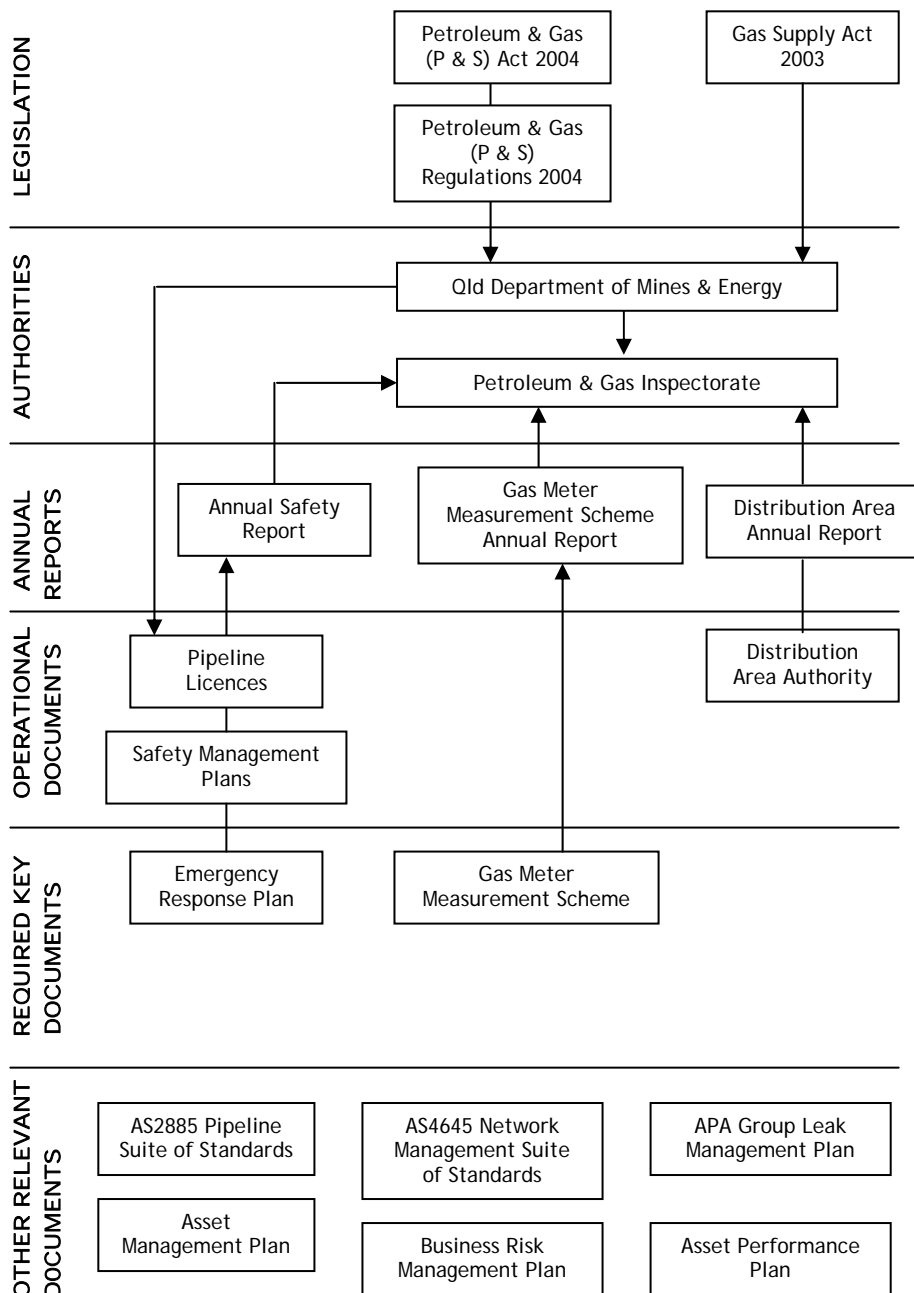 LEGISLATION
Petroleum & Gas
(P & S) Act 2004
Gas Supply Act
2003
Petroleum & Gas
(P & S)
Regulations 2004
AUTHORITIES
Qld Department of Mines & Energy
Petroleum & Gas Inspectorate
ANNUAL
REPORTS
Annual Safety
Report
Gas Meter
Measurement Scheme
Annual Report
Distribution Area
Annual Report
OPERATIONAL
DOCUMENTS
Pipeline
Licences
Distribution
Area Authority
Safety Management
Plans
REQUIRED KEY
DOCUMENTS
Emergency
Response Plan
Gas Meter
Measurement Scheme
OTHER RELEVANT
DOCUMENTS
AS2885 Pipeline
Suite of Standards
AS4645 Network
Management Suite
of Standards
APA Group Leak
Management Plan
Asset
Management Plan
Business Risk
Management Plan
Asset Performance
Plan